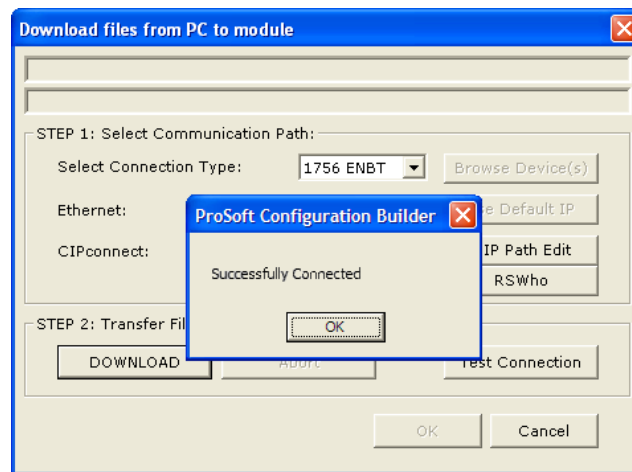 Download files from PC to module
STEP 1: Select Communication Path:
Select Connection Type: 1756 ENBT Browse Device(s)
Ethernet: Default IP
CIPconnect: IP Path Edit
RSWho
ProSoft Configuration Builder
Successfully Connected
OK
STEP 2: Transfer Fil
DOWNLOAD Abort Test Connection
OK Cancel